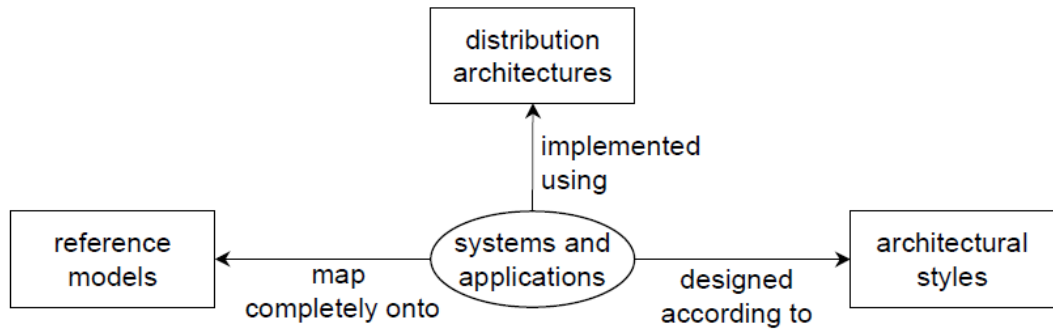 distribution
architectures
implemented
using
reference
models
map
completely onto
systems and
applications
designed
according to
architectural
styles